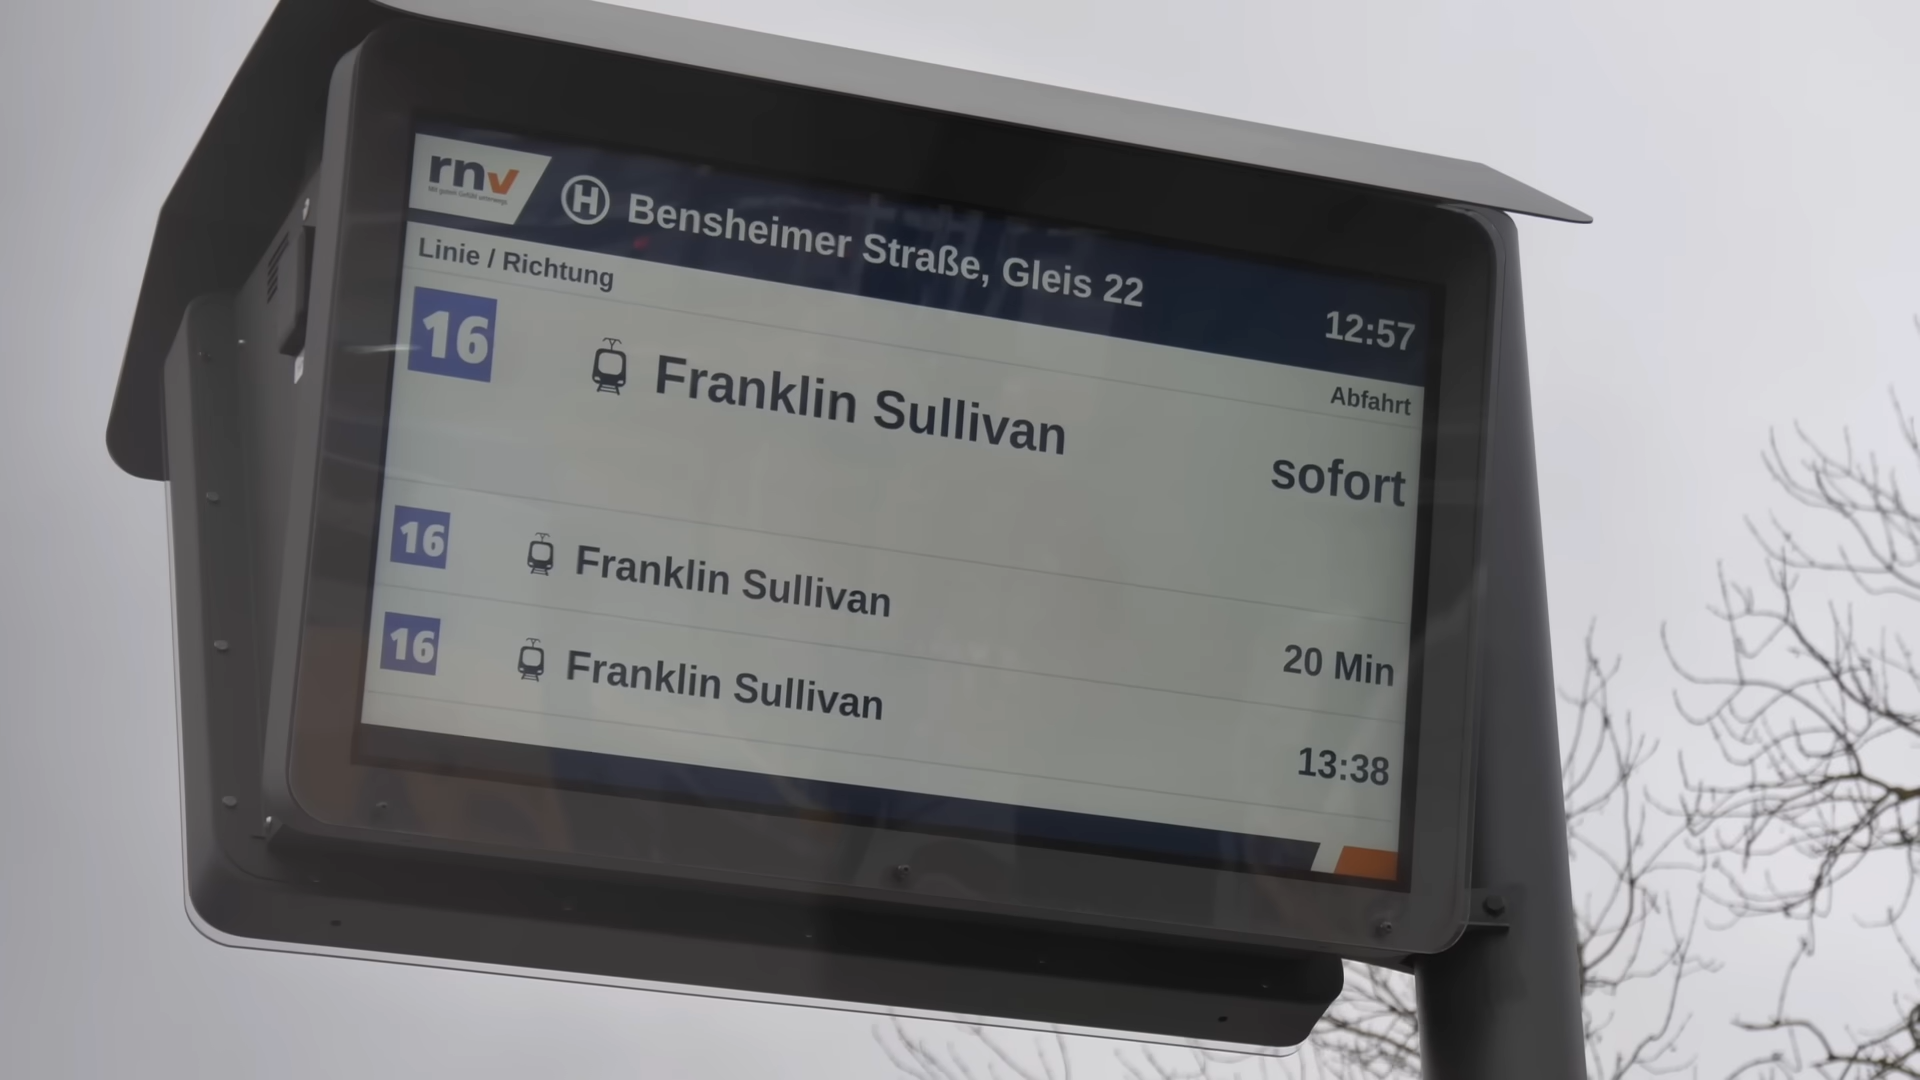 rnv
Bensheimer Straße, Gleis 22
12:57
Linie / Richtung
Abfahrt
16 Franklin Sullivan sofort
16 Franklin Sullivan 20 Min
16 Franklin Sullivan 13:38